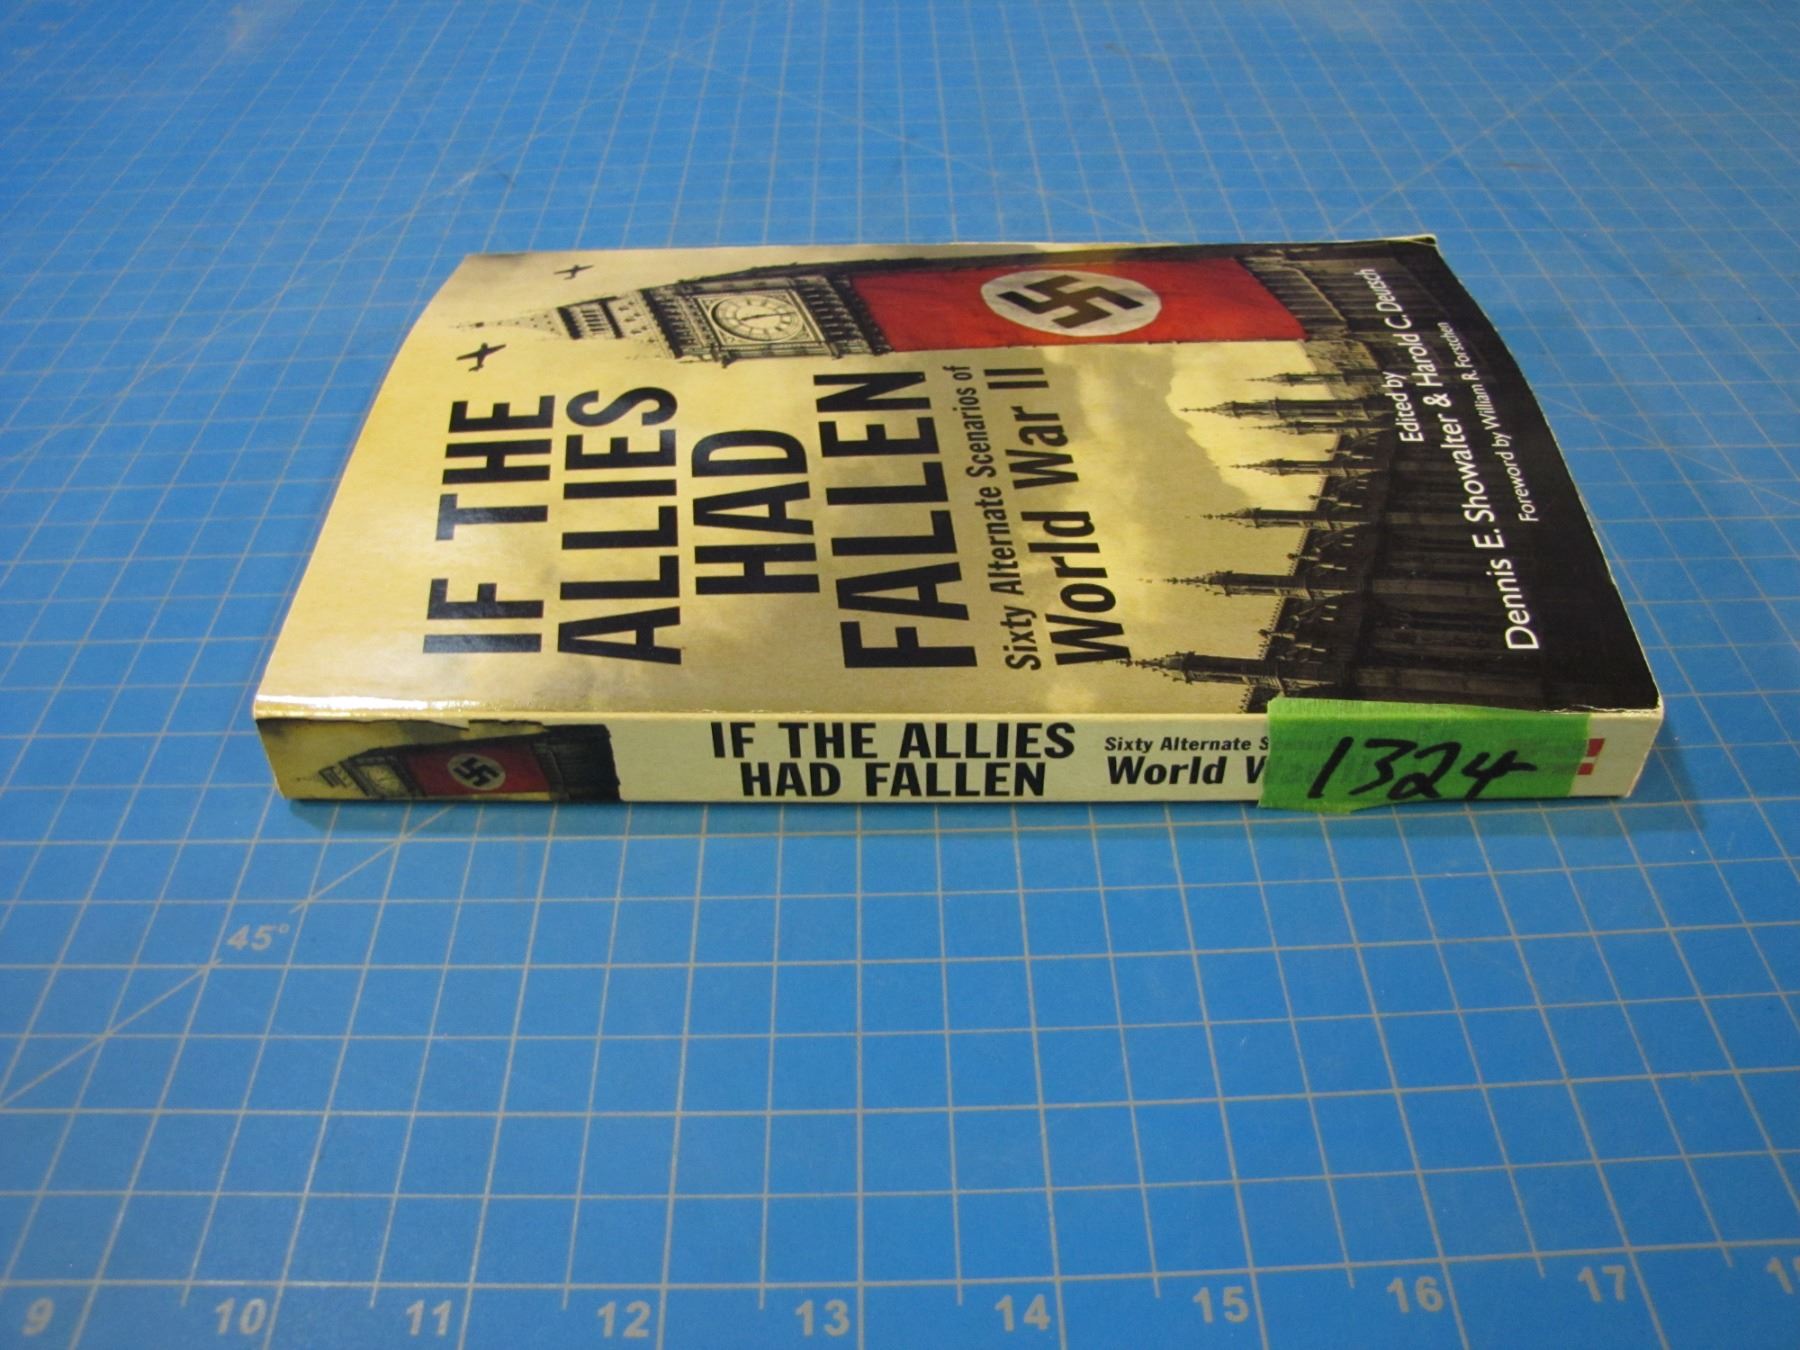 IF THE
ALLIES
HAD
FALLEN
Sixty Alternate Scenarios of
World War II
Edited by
Dennis E. Showalter & Harold C. Deutsch
Foreword by William R. Forstchen
IF THE ALLIES
HAD FALLEN
Sixty Alternate
World
1324
45°
9 10 11 12 13 14 15 16 17